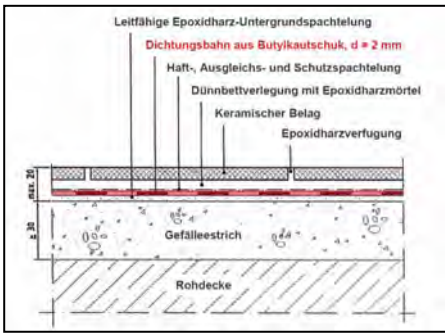 Leitfähige Epoxidharz-Untergrundspachtelung
Dichtungsbahn aus Butylkautschuk, d = 2 mm
Haft-, Ausgleichs- und Schutzspachtelung
Dünnbettverlegung mit Epoxidharzmörtel
Keramischer Belag
Epoxidharzverfugung
max. 20
≥ 30
Gefälleestrich
Rohdecke